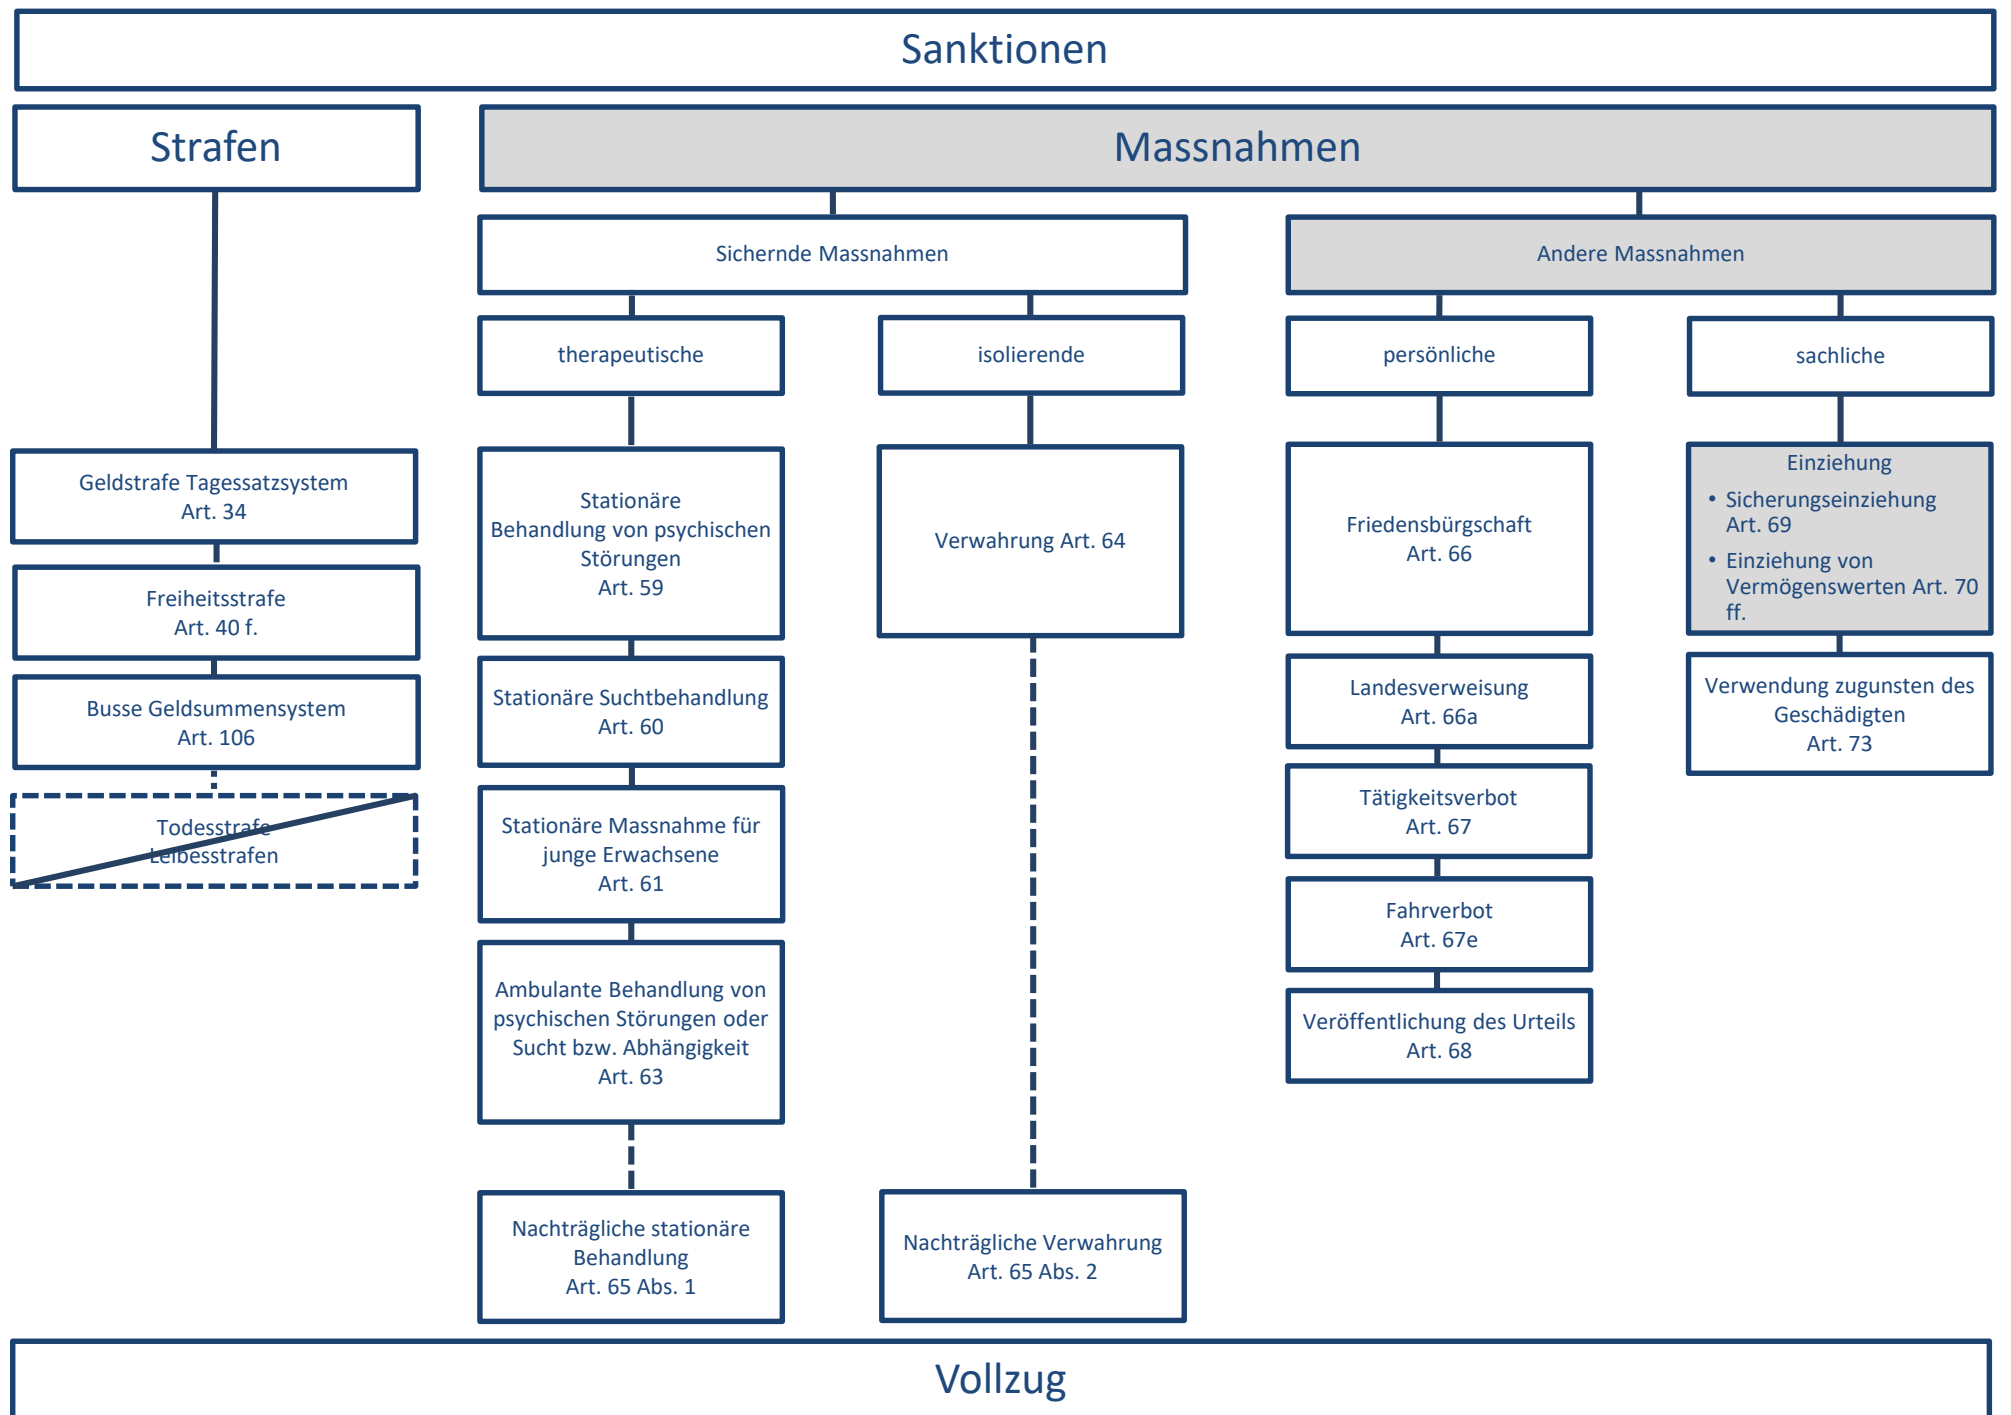 Sanktionen
Strafen
Massnahmen
Sichernde Massnahmen
Andere Massnahmen
therapeutische
isolierende
persönliche
sachliche
Geldstrafe Tagessatzsystem
Art. 34
Freiheitsstrafe
Art. 40 f.
Busse Geldsummensystem
Art. 106
Todesstrafe
Leibesstrafen
Stationäre
Behandlung von psychischen
Störungen
Art. 59
Stationäre Suchtbehandlung
Art. 60
Stationäre Massnahme für
junge Erwachsene
Art. 61
Ambulante Behandlung von
psychischen Störungen oder
Sucht bzw. Abhängigkeit
Art. 63
Nachträgliche stationäre
Behandlung
Art. 65 Abs. 1
Verwahrung Art. 64
Nachträgliche Verwahrung
Art. 65 Abs. 2
Friedensbürgschaft
Art. 66
Landesverweisung
Art. 66a
Tätigkeitsverbot
Art. 67
Fahrverbot
Art. 67e
Veröffentlichung des Urteils
Art. 68
Einziehung
• Sicherungseinziehung
Art. 69
• Einziehung von
Vermögenswerten Art. 70
ff.
Verwendung zugunsten des
Geschädigten
Art. 73
Vollzug